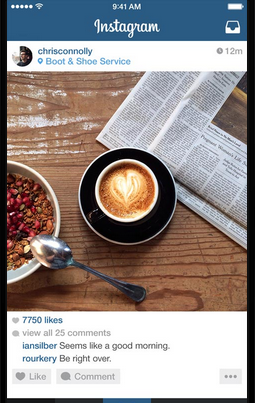 9:41 AM
Instagram
chrisconnolly 12m
Boot & Shoe Service
7750 likes
view all 25 comments
iansilber Seems like a good morning.
rourkery Be right over.
Like Comment